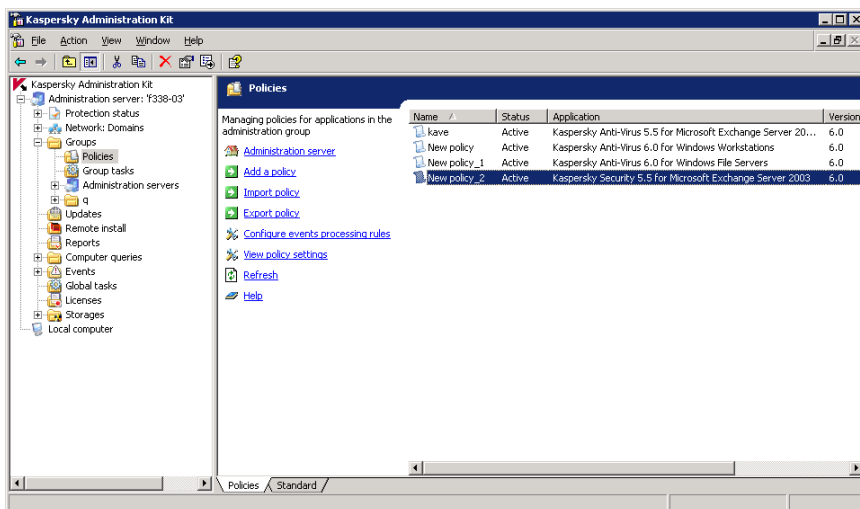 Kaspersky Administration Kit
File Action View Window Help
Kaspersky Administration Kit
Administration server: 'f338-03'
Protection status
Network: Domains
Groups
Policies
Group tasks
Administration servers
q
Updates
Remote install
Reports
Computer queries
Events
Global tasks
Licenses
Storages
Local computer
Policies
Managing policies for applications in the
administration group
Administration server
Add a policy
Import policy
Export policy
Configure events processing rules
View policy settings
Refresh
Help
Name Status Application Version
kave Active Kaspersky Anti-Virus 5.5 for Microsoft Exchange Server 20... 6.0
New policy Active Kaspersky Anti-Virus 6.0 for Windows Workstations 6.0
New policy_1 Active Kaspersky Anti-Virus 6.0 for Windows File Servers 6.0
New policy_2 Active Kaspersky Security 5.5 for Microsoft Exchange Server 2003 6.0
Policies Standard